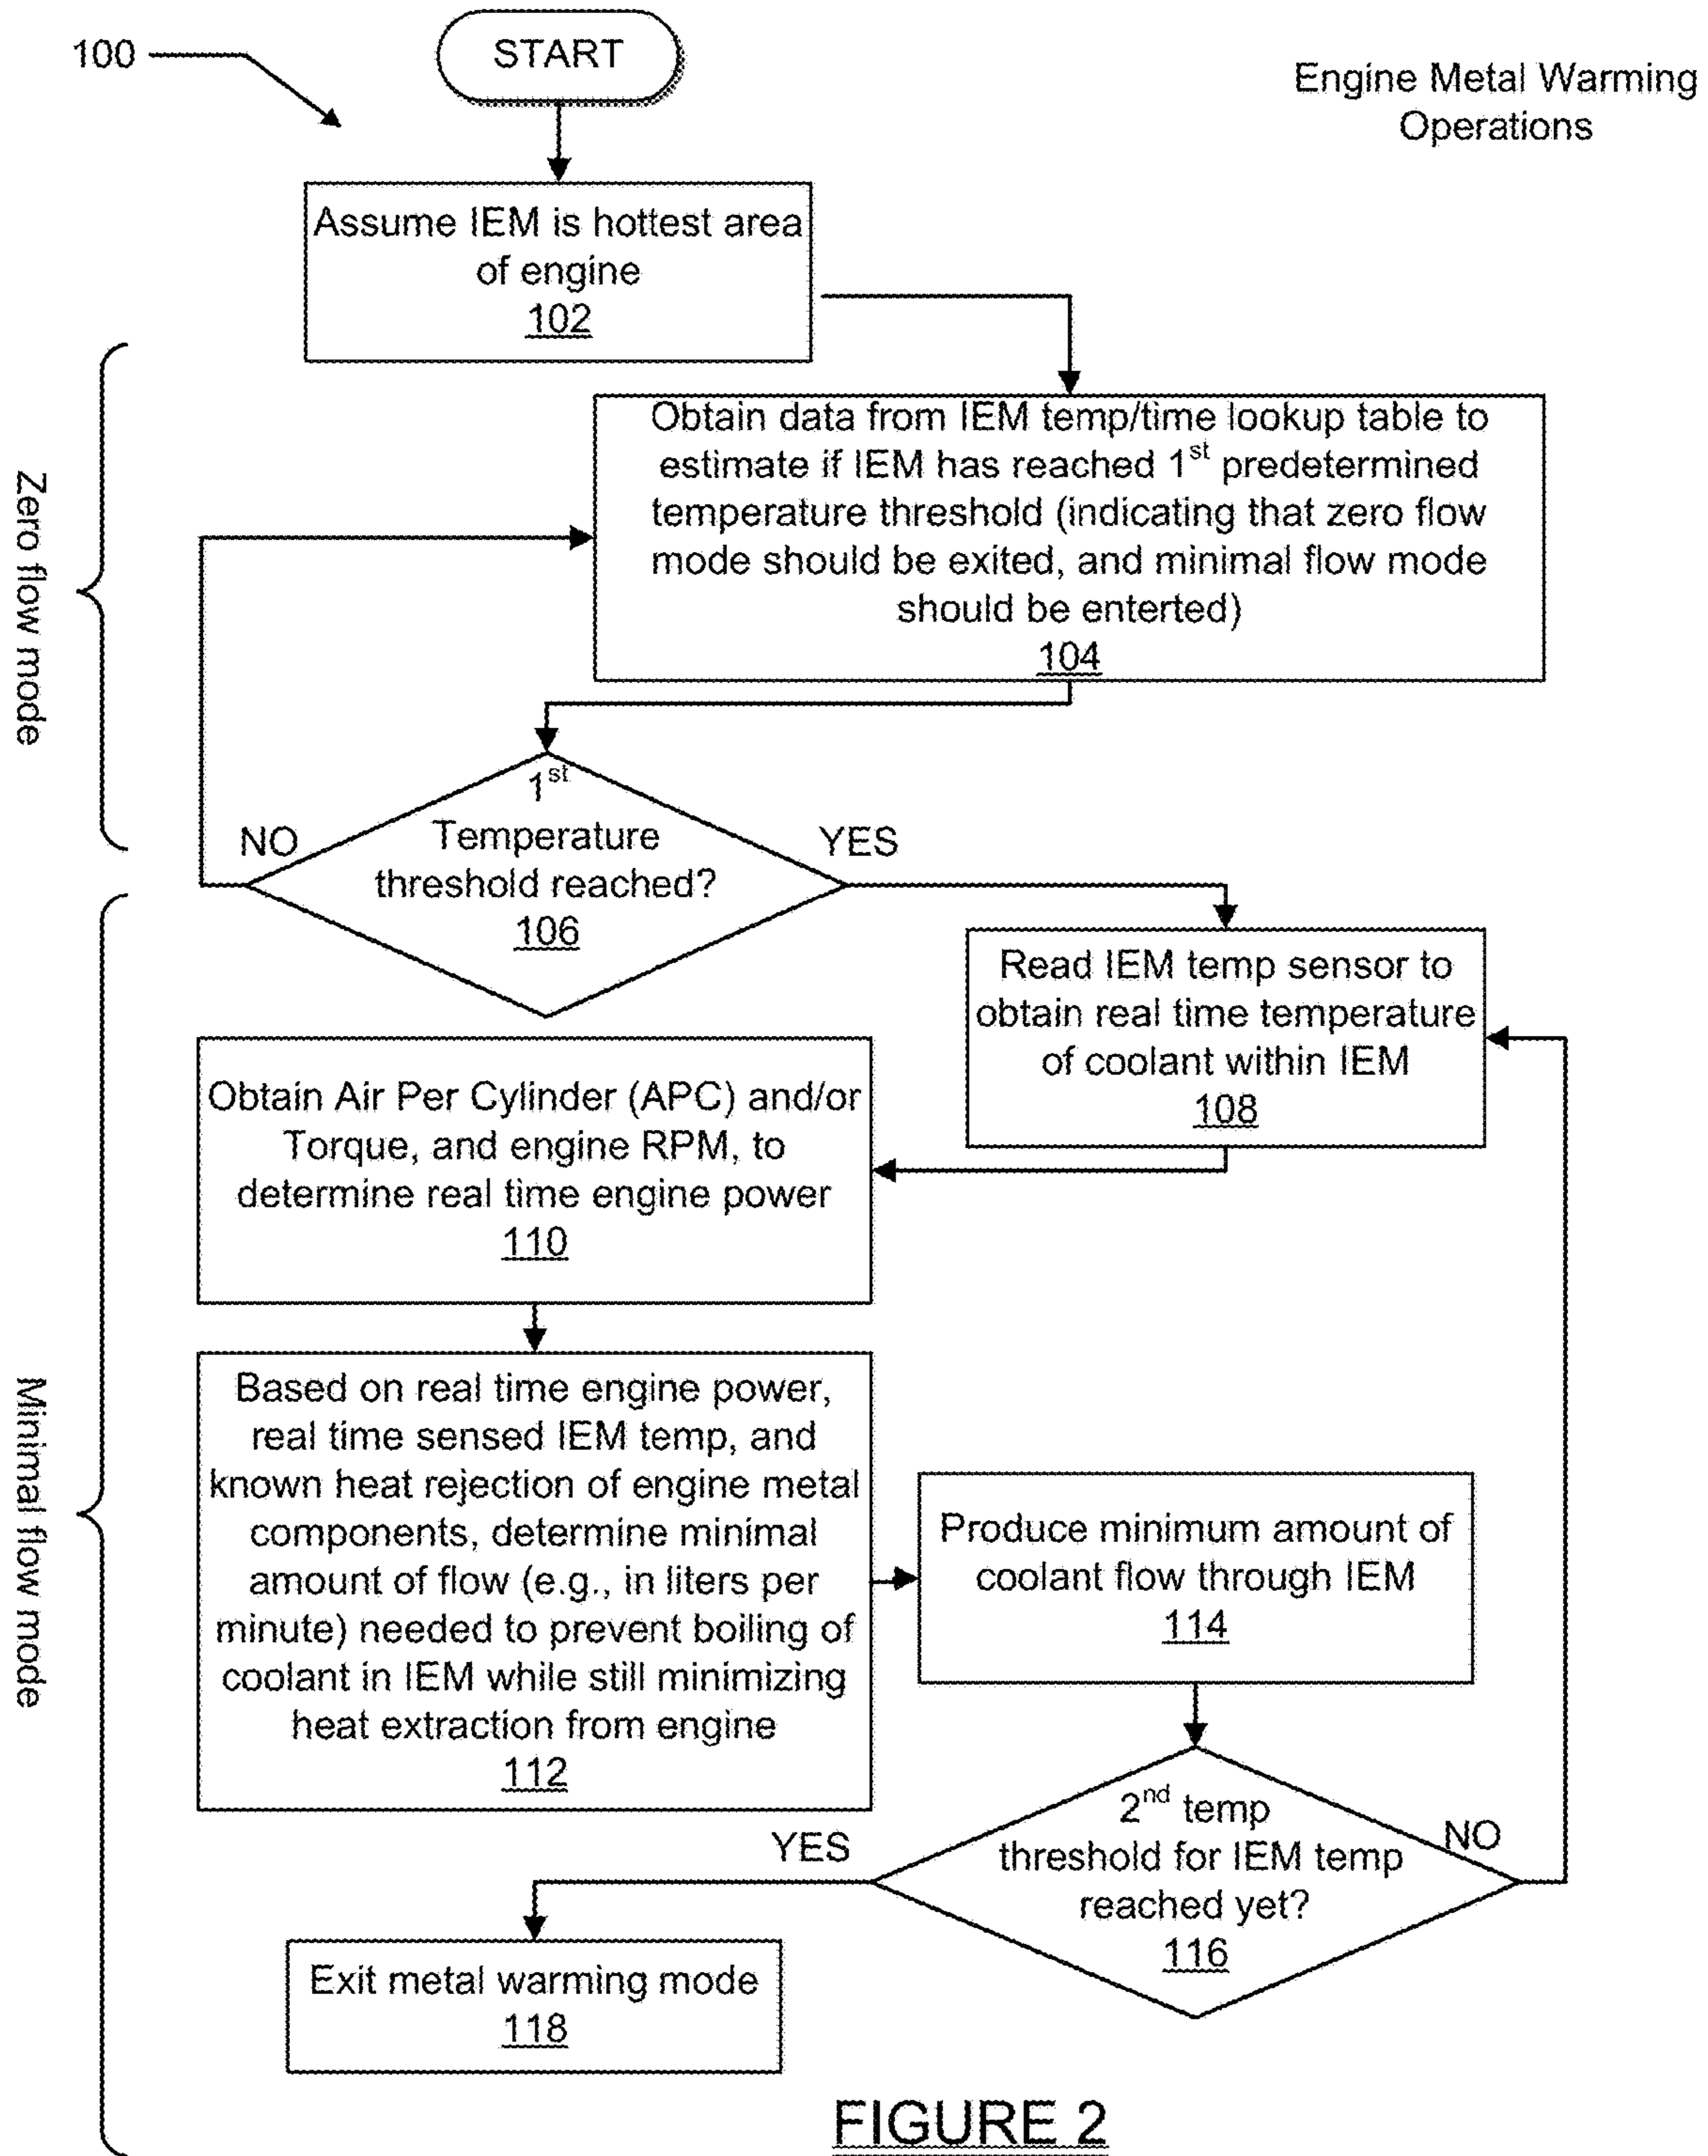 START
100
Engine Metal Warming
Operations
Assume IEM is hottest area
of engine
102
Zero flow mode
Obtain data from IEM temp/time lookup table to
estimate if IEM has reached 1st predetermined
temperature threshold (indicating that zero flow
mode should be exited, and minimal flow mode
should be enterted)
104
1st
Temperature
threshold reached?
106
NO
YES
Read IEM temp sensor to
obtain real time temperature
of coolant within IEM
108
Minimal flow mode
Obtain Air Per Cylinder (APC) and/or
Torque, and engine RPM, to
determine real time engine power
110
Based on real time engine power,
real time sensed IEM temp, and
known heat rejection of engine metal
components, determine minimal
amount of flow (e.g., in liters per
minute) needed to prevent boiling of
coolant in IEM while still minimizing
heat extraction from engine
112
Produce minimum amount of
coolant flow through IEM
114
2nd temp
threshold for IEM temp
reached yet?
116
YES
NO
Exit metal warming mode
118
FIGURE 2